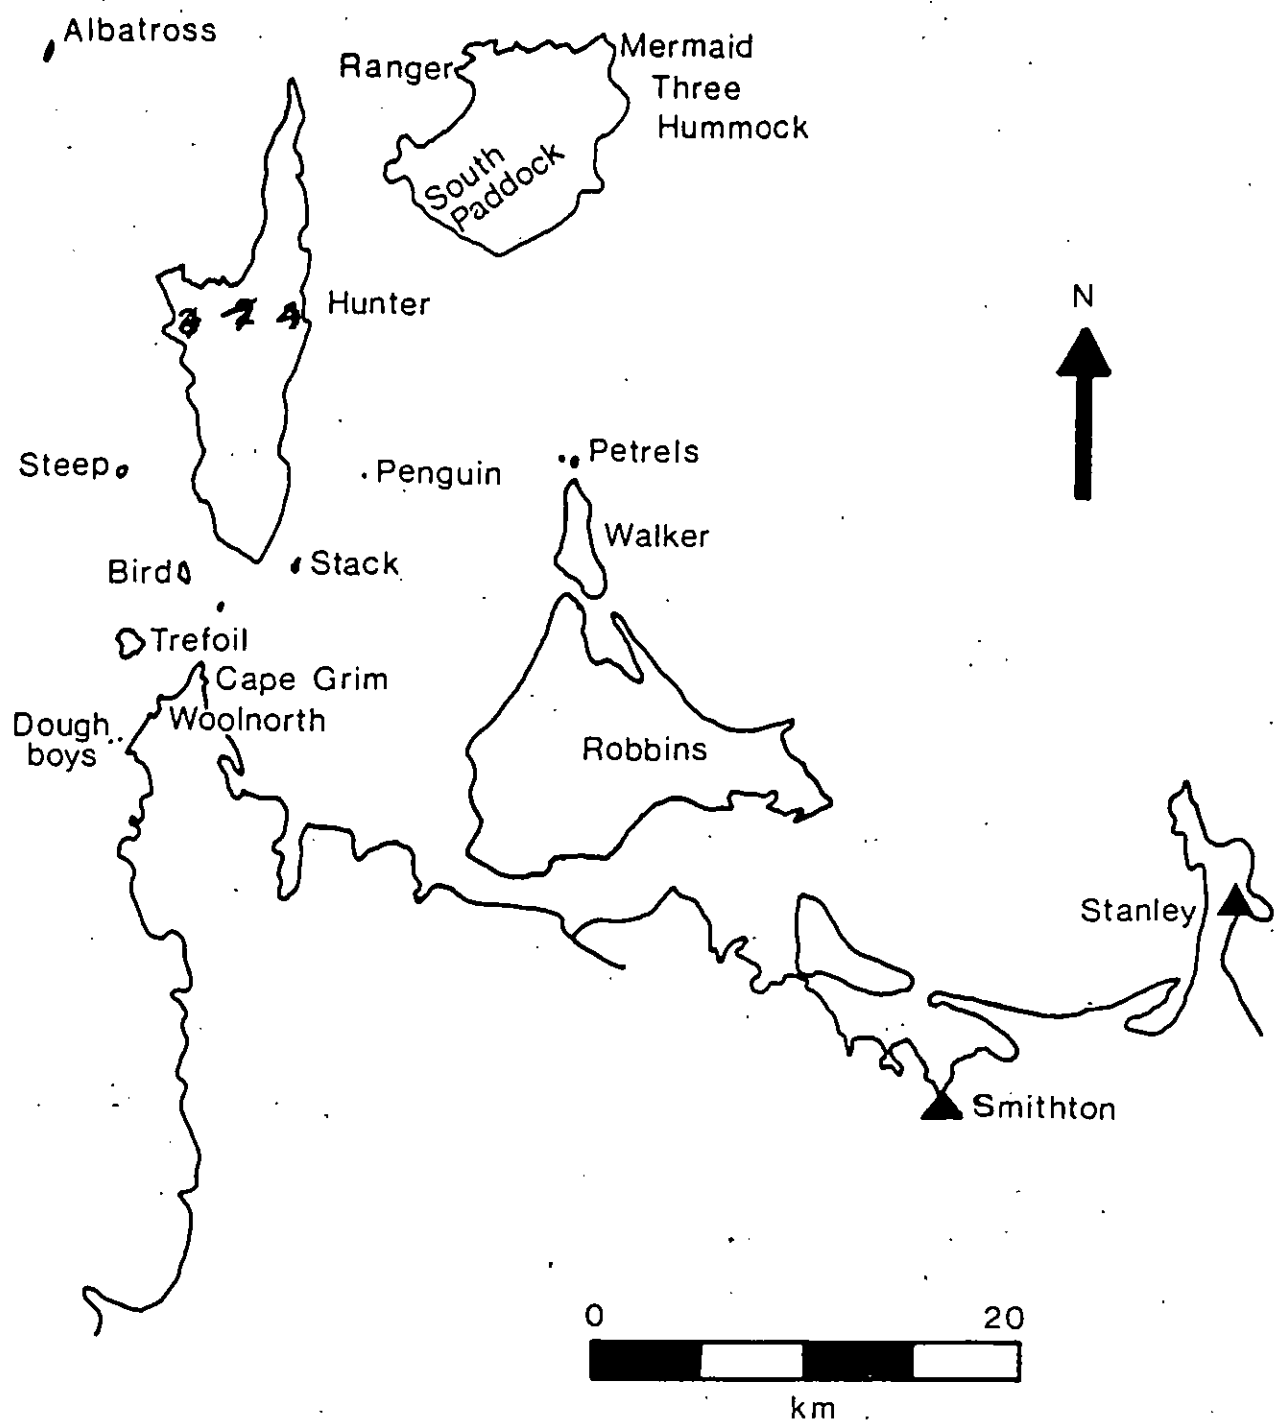 Albatross
Ranger
Mermaid
Three
Hummock
South
Paddock
Hunter
N
Steep
Penguin
Petrels
Walker
Bird
Stack
Trefoil
Cape Grim
Woolnorth
Dough
boys
Robbins
Stanley
Smithton
0 20
km